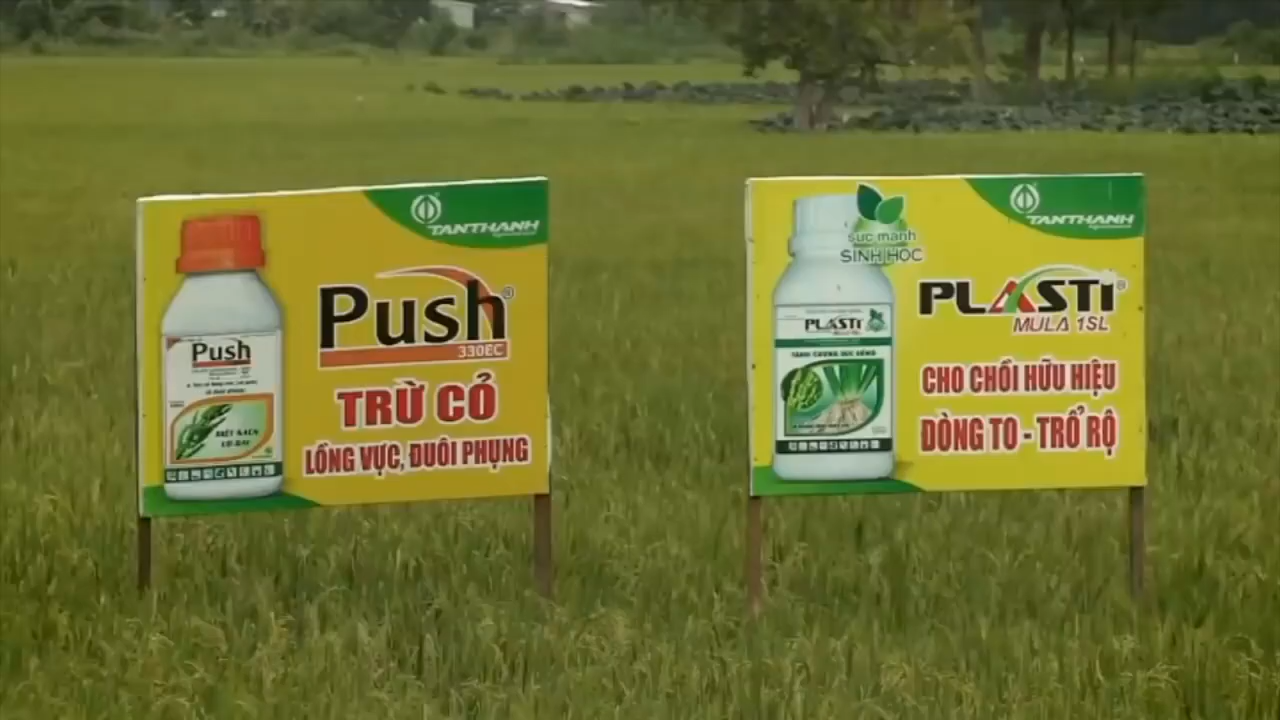 TANTHANH
Push®
330EC
TRỪ CỎ
LỒNG VỰC, ĐUÔI PHỤNG
Push
TANTHANH
sức mạnh
SINH HỌC
PLASTI®
MULA 1SL
CHO CHỒI HỮU HIỆU
DÒNG TO - TRỔ RỘ
PLASTI